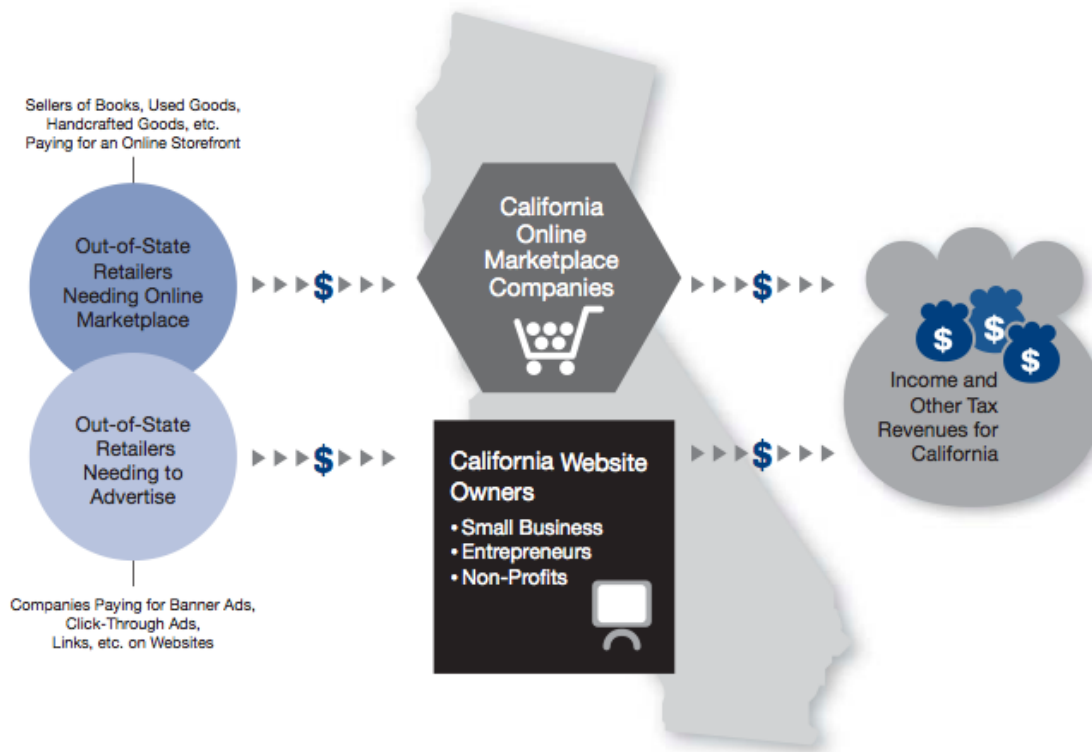 Sellers of Books, Used Goods,
Handcrafted Goods, etc.
Paying for an Online Storefront
Out-of-State
Retailers
Needing Online
Marketplace
$
California
Online
Marketplace
Companies
$
$
$
$
Income and
Other Tax
Revenues for
California
Out-of-State
Retailers
Needing to
Advertise
$
California Website
Owners
• Small Business
• Entrepreneurs
• Non-Profits
$
Companies Paying for Banner Ads,
Click-Through Ads,
Links, etc. on Websites